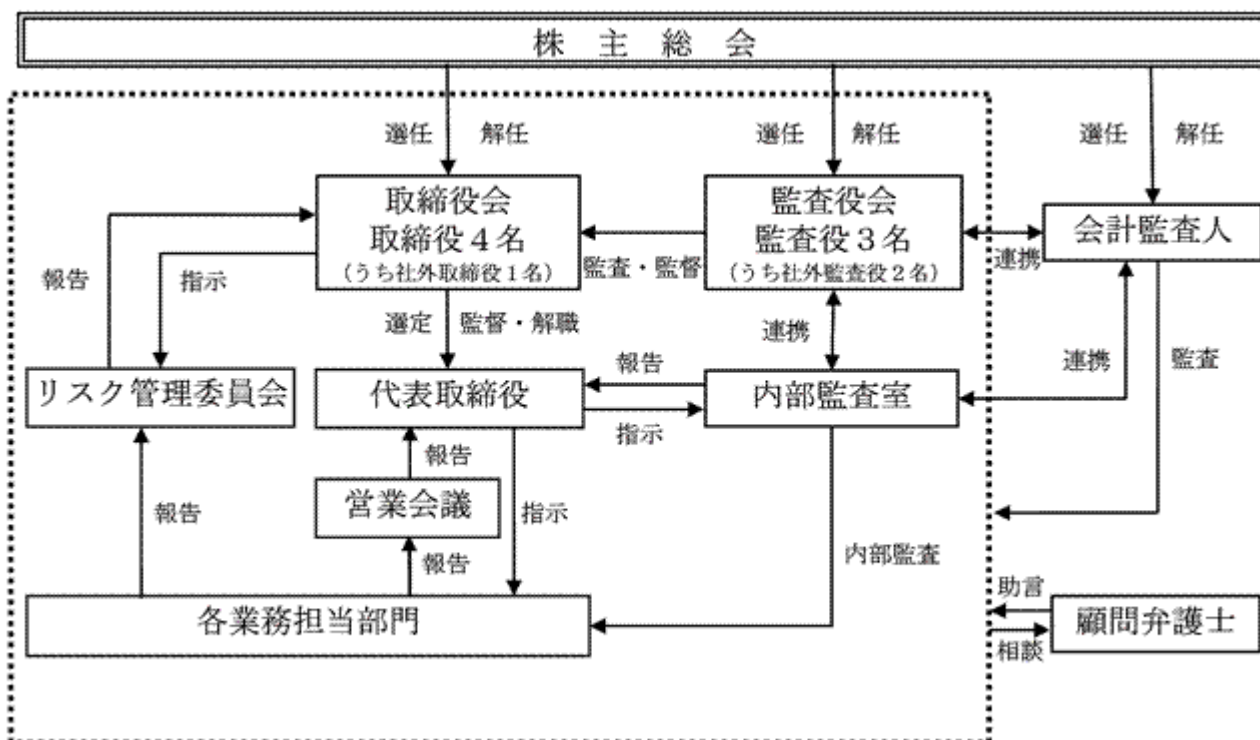 株主総会
選任 解任
選任 解任
選任 解任
取締役会
取締役4名
(うち社外取締役1名)
監査役会
監査役3名
(うち社外監査役2名)
会計監査人
監査・監督
連携
報告
指示
選定 監督・解職
連携
連携
監査
リスク管理委員会
代表取締役
報告
指示
内部監査室
報告
営業会議
報告
指示
報告
内部監査
各業務担当部門
助言
相談
顧問弁護士